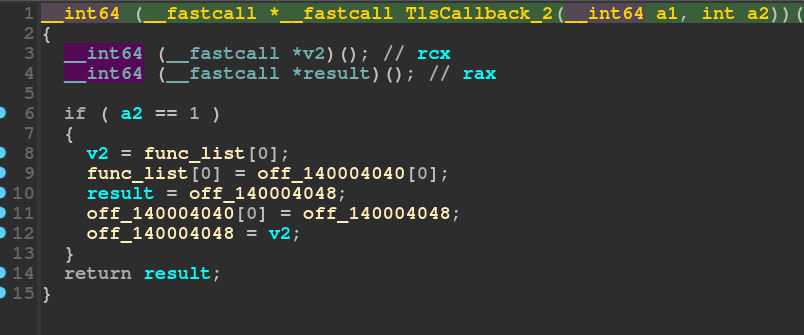 1 __int64 (__fastcall *__fastcall TlsCallback_2(__int64 a1, int a2))(
2 {
3   __int64 (__fastcall *v2)(); // rcx
4   __int64 (__fastcall *result)(); // rax
5
6   if ( a2 == 1 )
7   {
8     v2 = func_list[0];
9     func_list[0] = off_140004040[0];
10     result = off_140004048;
11     off_140004040[0] = off_140004048;
12     off_140004048 = v2;
13   }
14   return result;
15 }